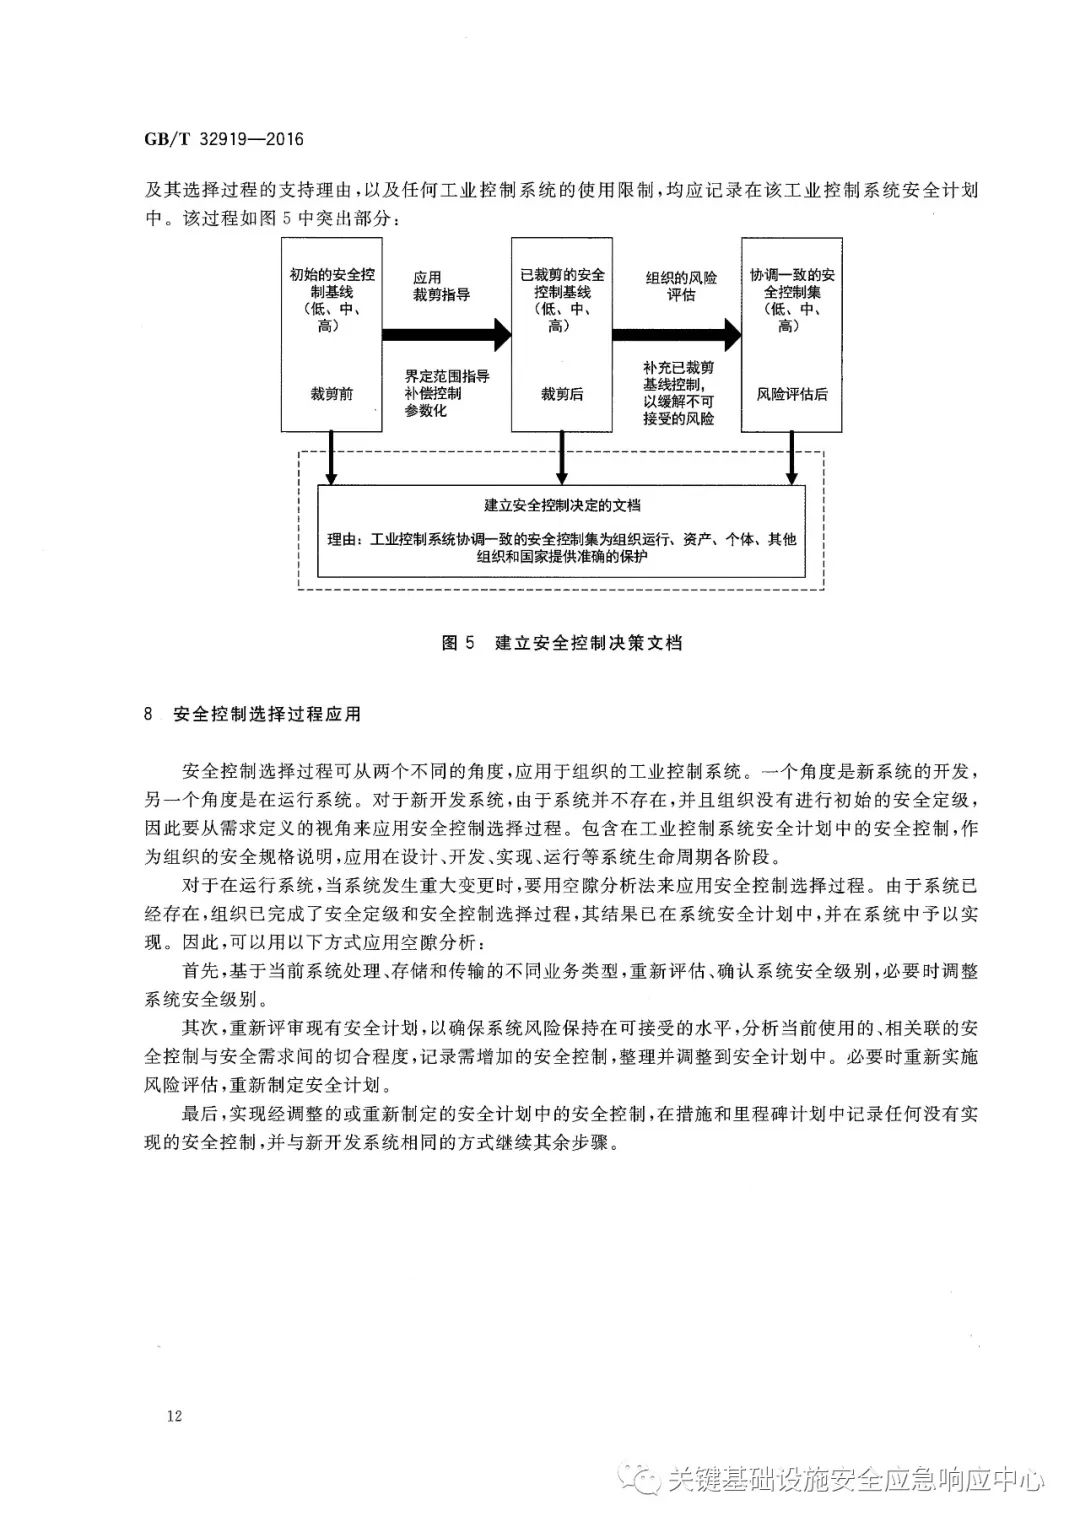 GB/T 32919—2016
及其选择过程的支持理由,以及任何工业控制系统的使用限制,均应记录在该工业控制系统安全计划
中。该过程如图 5 中突出部分:
初始的安全控
制基线
（低、中、
高）
裁剪前
应用
裁剪指导
界定范围指导
补偿控制
参数化
已裁剪的安全
控制基线
（低、中、
高）
裁剪后
组织的风险
评估
补充已裁剪
基线控制,
以缓解不可
接受的风险
协调一致的安
全控制集
（低、中、
高）
风险评估后
建立安全控制决定的文档
理由：工业控制系统协调一致的安全控制集为组织运行、资产、个体、其他
组织和国家提供准确的保护
图 5 建立安全控制决策文档
8 安全控制选择过程应用
安全控制选择过程可从两个不同的角度,应用于组织的工业控制系统。一个角度是新系统的开发,
另一个角度是在运行系统。对于新开发系统,由于系统并不存在,并且组织没有进行初始的安全定级,
因此要从需求定义的视角来应用安全控制选择过程。包含在工业控制系统安全计划中的安全控制,作
为组织的安全规格说明,应用在设计、开发、实现、运行等系统生命周期各阶段。
对于在运行系统,当系统发生重大变更时,要用空隙分析法来应用安全控制选择过程。由于系统已
经存在,组织已完成了安全定级和安全控制选择过程,其结果已在系统安全计划中,并在系统中予以实
现。因此,可以用以下方式应用空隙分析:
首先,基于当前系统处理、存储和传输的不同业务类型,重新评估、确认系统安全级别,必要时调整
系统安全级别。
其次,重新评审现有安全计划,以确保系统风险保持在可接受的水平,分析当前使用的、相关联的安
全控制与安全需求间的切合程度,记录需增加的安全控制,整理并调整到安全计划中。必要时重新实施
风险评估,重新制定安全计划。
最后,实现经调整的或重新制定的安全计划中的安全控制,在措施和里程碑计划中记录任何没有实
现的安全控制,并与新开发系统相同的方式继续其余步骤。
12
关键基础设施安全应急响应中心